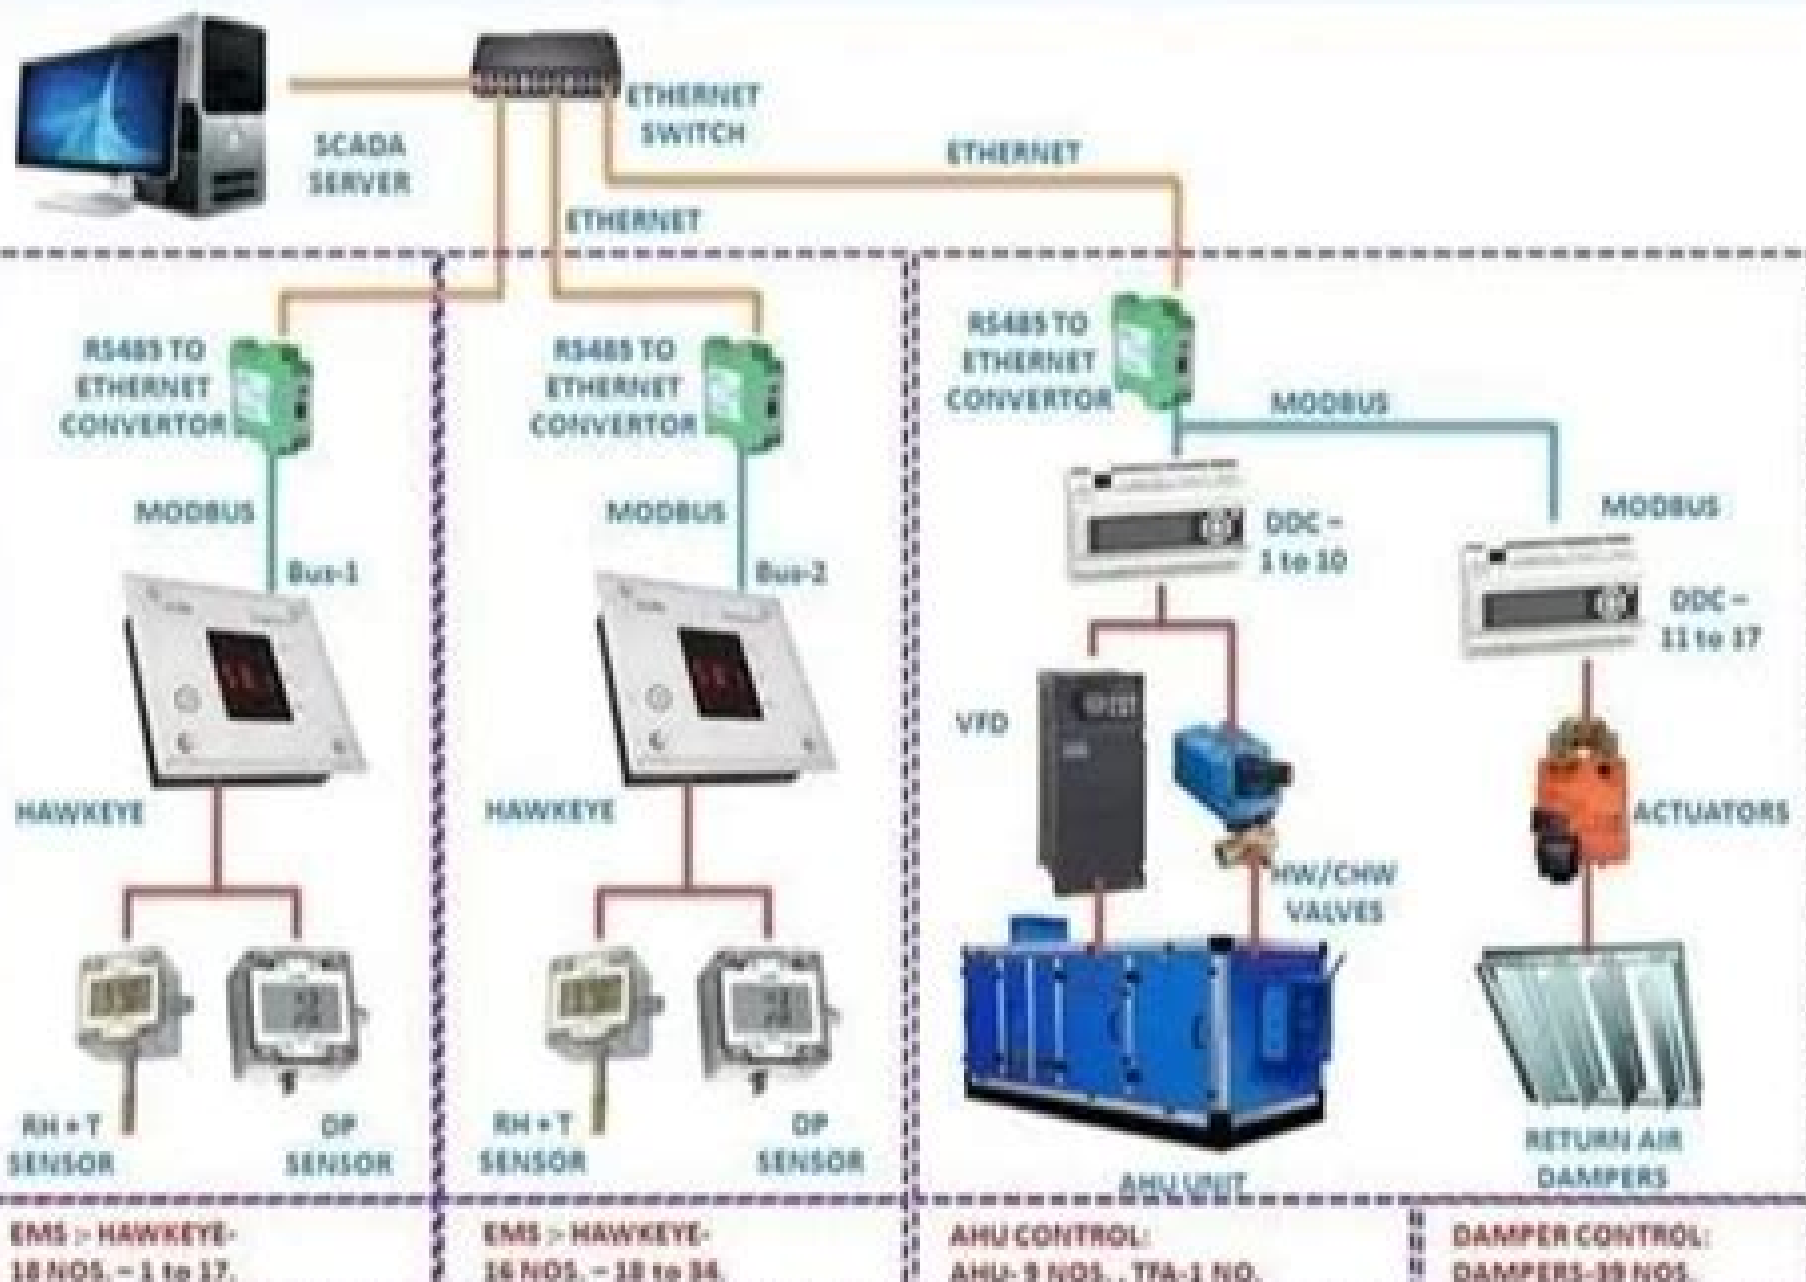 SCADA
SERVER
ETHERNET
SWITCH
ETHERNET
ETHERNET
RS485 TO
ETHERNET
CONVERTOR
MODBUS
Bus-1
HAWKEYE
RH + T
SENSOR
DP
SENSOR
RS485 TO
ETHERNET
CONVERTOR
MODBUS
Bus-2
HAWKEYE
RH + T
SENSOR
DP
SENSOR
RS485 TO
ETHERNET
CONVERTOR
MODBUS
DDC –
1 to 10
MODBUS
DDC –
11 to 17
VFD
HW/CHW
VALVES
ACTUATORS
AHU UNIT
RETURN AIR
DAMPERS
EMS :- HAWKEYE-
18 NOS. – 1 to 17.
EMS :- HAWKEYE-
16 NOS. – 18 to 34.
AHU CONTROL:
AHU- 9 NOS. , TFA-1 NO.
DAMPER CONTROL:
DAMPERS-39 NOS.